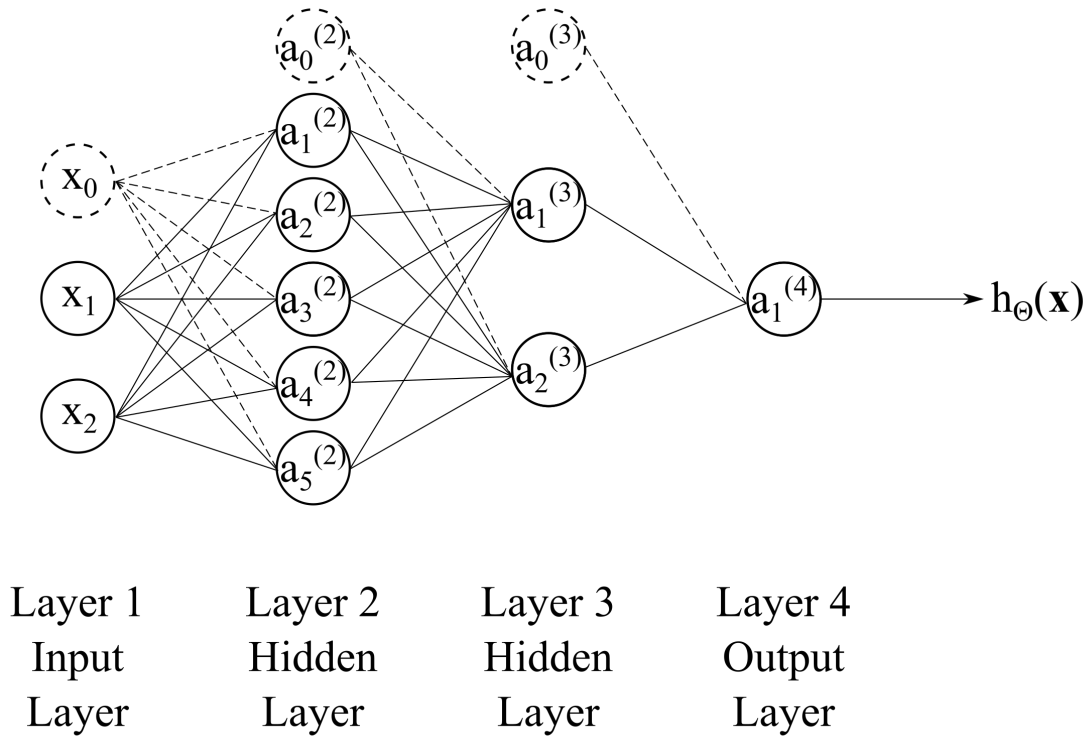 a₀⁽²⁾ a₀⁽³⁾
a₁⁽²⁾
x₀
a₂⁽²⁾ a₁⁽³⁾
x₁ a₃⁽²⁾ a₁⁽⁴⁾ h_Θ(x)
a₄⁽²⁾ a₂⁽³⁾
x₂
a₅⁽²⁾
Layer 1 Layer 2 Layer 3 Layer 4
Input Hidden Hidden Output
Layer Layer Layer Layer